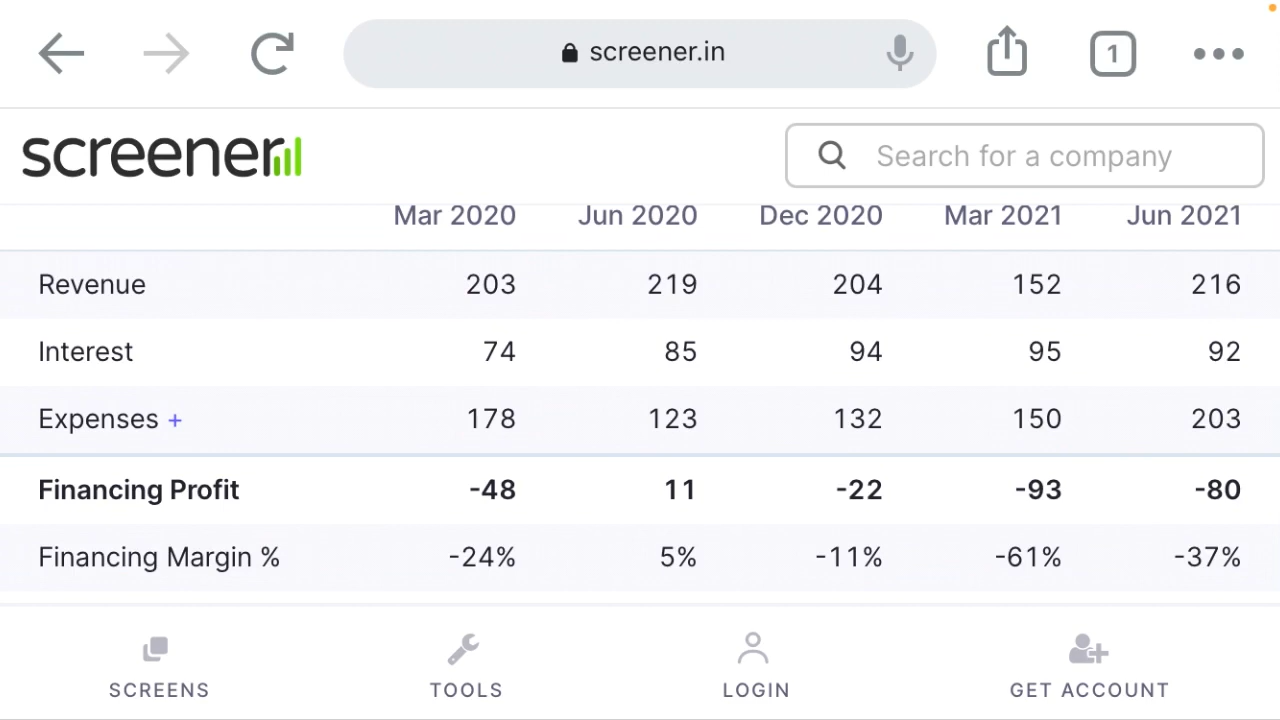 screener.in
1
screener
Search for a company
Mar 2020 Jun 2020 Dec 2020 Mar 2021 Jun 2021
Revenue 203 219 204 152 216
Interest 74 85 94 95 92
Expenses + 178 123 132 150 203
Financing Profit -48 11 -22 -93 -80
Financing Margin % -24% 5% -11% -61% -37%
SCREENS TOOLS LOGIN GET ACCOUNT